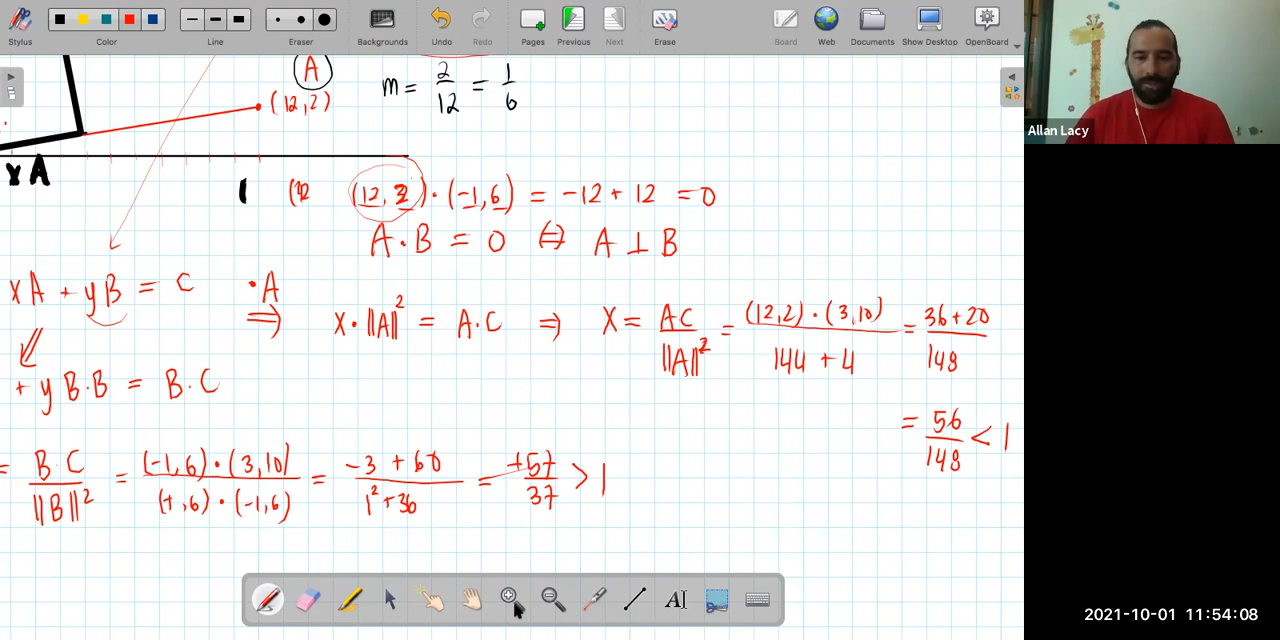 Stylus Color Line Eraser Backgrounds Undo Redo Pages Previous Next Erase Board Web Documents Show Desktop OpenBoard
A
(12, 2)
m = 2/12 = 1/6
xA
(12, 2) · (-1, 6) = -12 + 12 = 0
A · B = 0 ⇔ A ⊥ B
xA + yB = C ·A ⇒ x · ||A||² = A·C ⇒ X = AC/||A||² = (12,2) · (3,10)/144 + 4 = 36 + 20/148
+ y B·B = B·C
= 56/148 < 1
= B·C/||B||² = (-1,6) · (3,10)/(-1,6) · (-1,6) = -3 + 60/1² + 36 = +57/37 > 1
Allan Lacy
2021-10-01 11:54:08